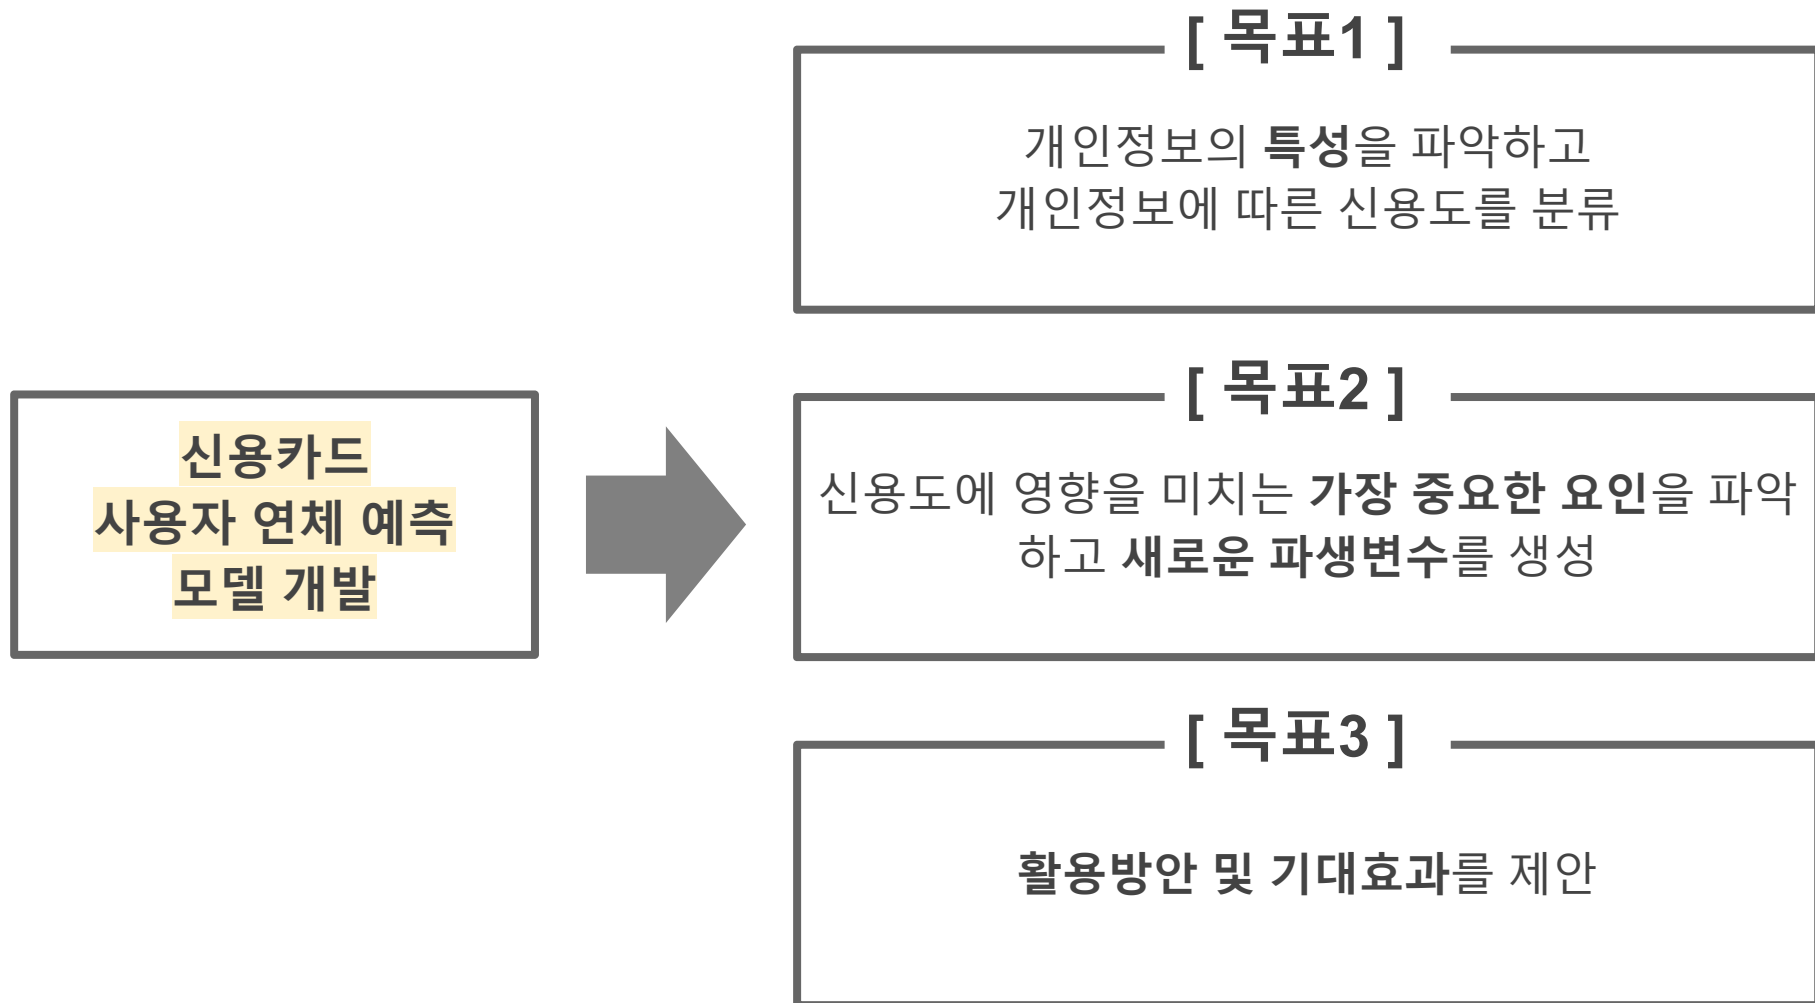 신용카드
사용자 연체 예측
모델 개발
[ 목표1 ]
개인정보의 특성을 파악하고
개인정보에 따른 신용도를 분류
[ 목표2 ]
신용도에 영향을 미치는 가장 중요한 요인을 파악
하고 새로운 파생변수를 생성
[ 목표3 ]
활용방안 및 기대효과를 제안